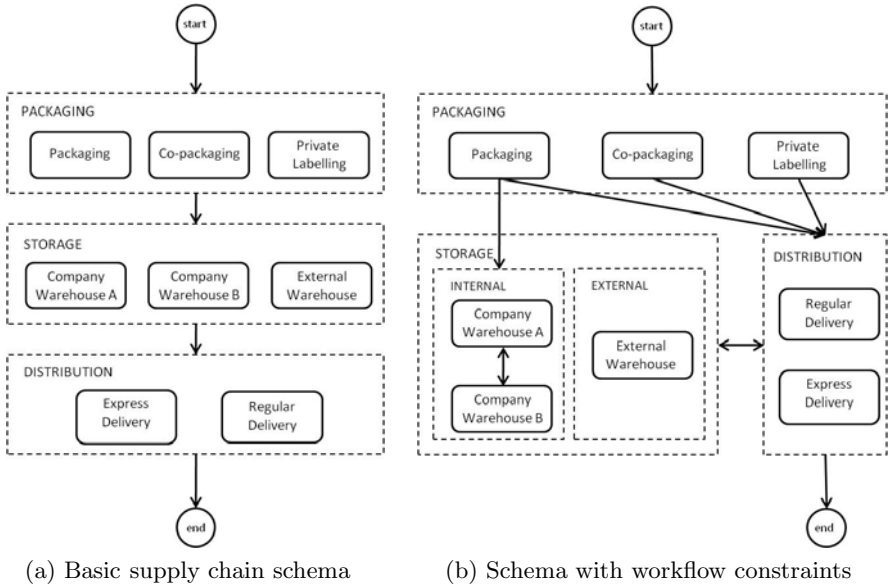 start
PACKAGING
Packaging
Co-packaging
Private
Labelling
STORAGE
Company
Warehouse A
Company
Warehouse B
External
Warehouse
DISTRIBUTION
Express
Delivery
Regular
Delivery
end
(a) Basic supply chain schema
start
PACKAGING
Packaging
Co-packaging
Private
Labelling
STORAGE
INTERNAL
Company
Warehouse A
Company
Warehouse B
EXTERNAL
External
Warehouse
DISTRIBUTION
Regular
Delivery
Express
Delivery
end
(b) Schema with workflow constraints